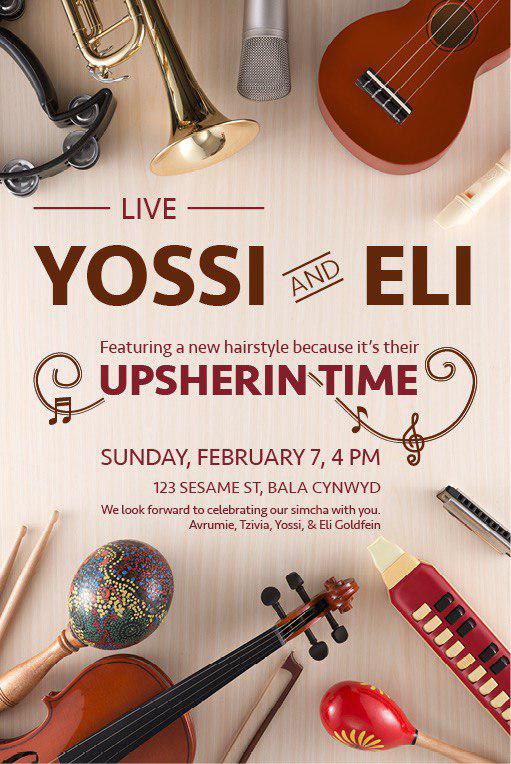 LIVE
YOSSI AND ELI
Featuring a new hairstyle because it's their
UPSHERIN TIME
SUNDAY, FEBRUARY 7, 4 PM
123 SESAME ST, BALA CYNWYD
We look forward to celebrating our simcha with you.
Avrumie, Tzivia, Yossi, & Eli Goldfein